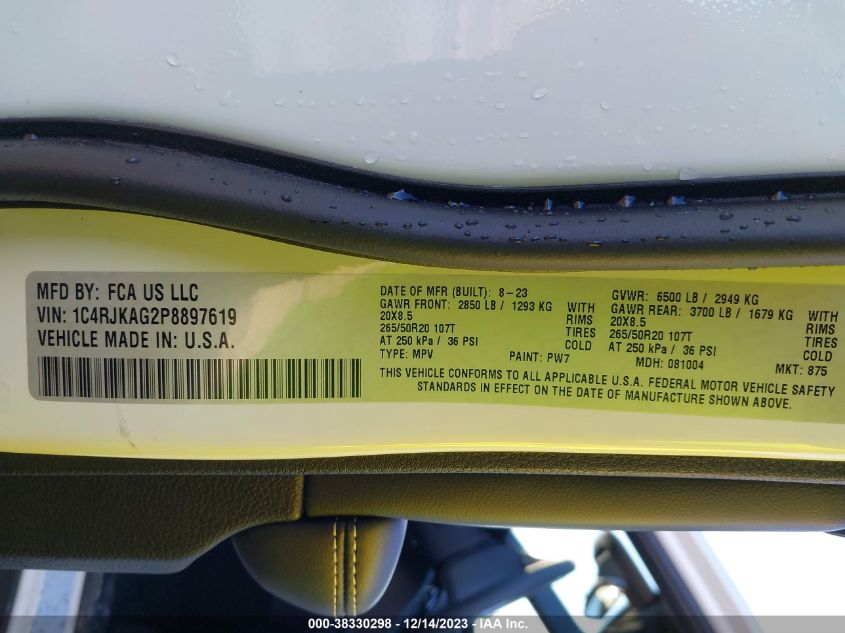 MFD BY: FCA US LLC
VIN: 1C4RJKAG2P8897619
VEHICLE MADE IN: U.S.A.
DATE OF MFR (BUILT): 8-23
GAWR FRONT: 2850 LB / 1293 KG WITH
20X8.5 RIMS
265/50R20 107T TIRES
AT 250 kPa / 36 PSI COLD
TYPE: MPV PAINT: PW7
GVWR: 6500 LB / 2949 KG
GAWR REAR: 3700 LB / 1679 KG WITH
20X8.5 RIMS
265/50R20 107T TIRES
AT 250 kPa / 36 PSI COLD
MDH: 081004 MKT: 875
THIS VEHICLE CONFORMS TO ALL APPLICABLE U.S.A. FEDERAL MOTOR VEHICLE SAFETY
STANDARDS IN EFFECT ON THE DATE OF MANUFACTURE SHOWN ABOVE.
000-38330298 - 12/14/2023 - IAA Inc.